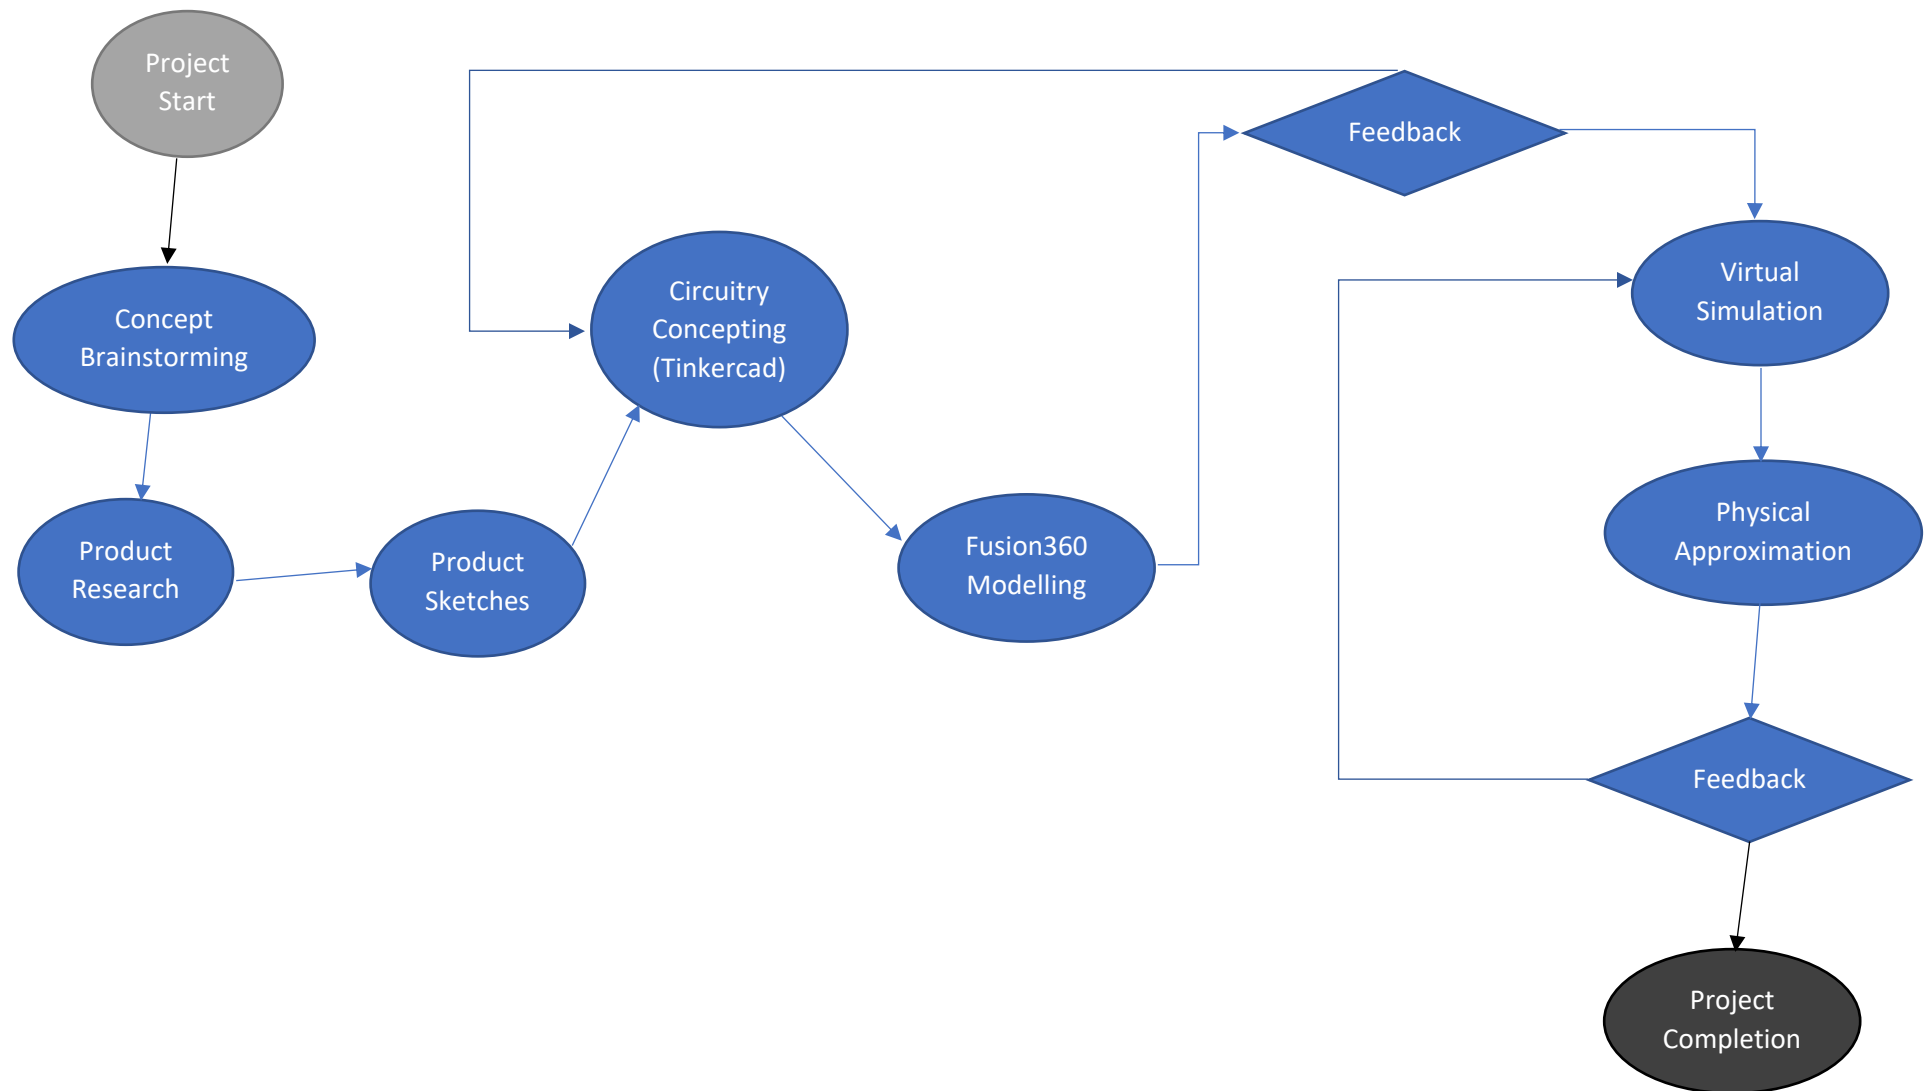 Project
Start
Concept
Brainstorming
Product
Research
Product
Sketches
Circuitry
Concepting
(Tinkercad)
Fusion360
Modelling
Feedback
Virtual
Simulation
Physical
Approximation
Feedback
Project
Completion